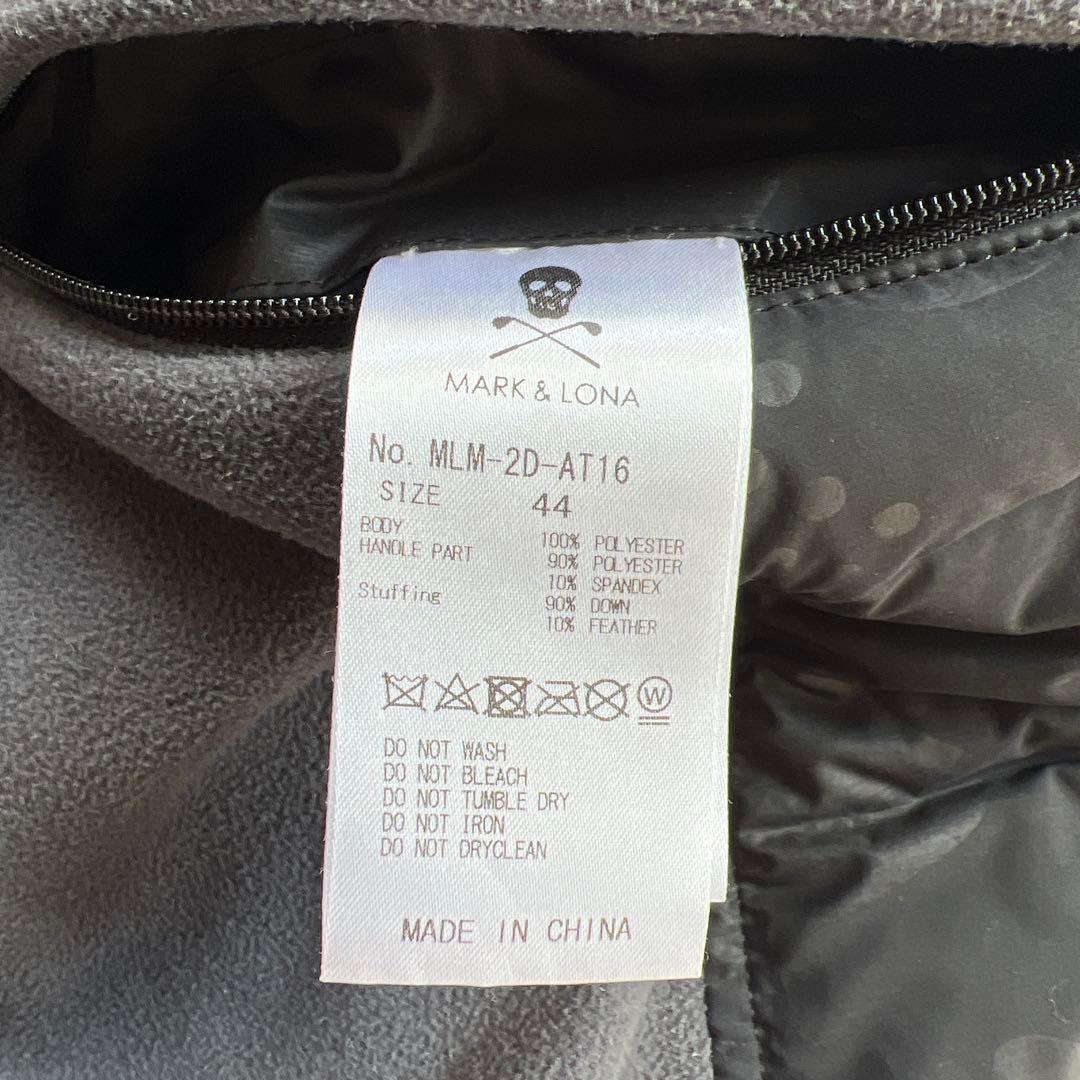 MARK & LONA
No. MLM-2D-AT16
SIZE 44
BODY 100% POLYESTER
HANDLE PART 90% POLYESTER
10% SPANDEX
Stuffing 90% DOWN
10% FEATHER
W
DO NOT WASH
DO NOT BLEACH
DO NOT TUMBLE DRY
DO NOT IRON
DO NOT DRYCLEAN
MADE IN CHINA